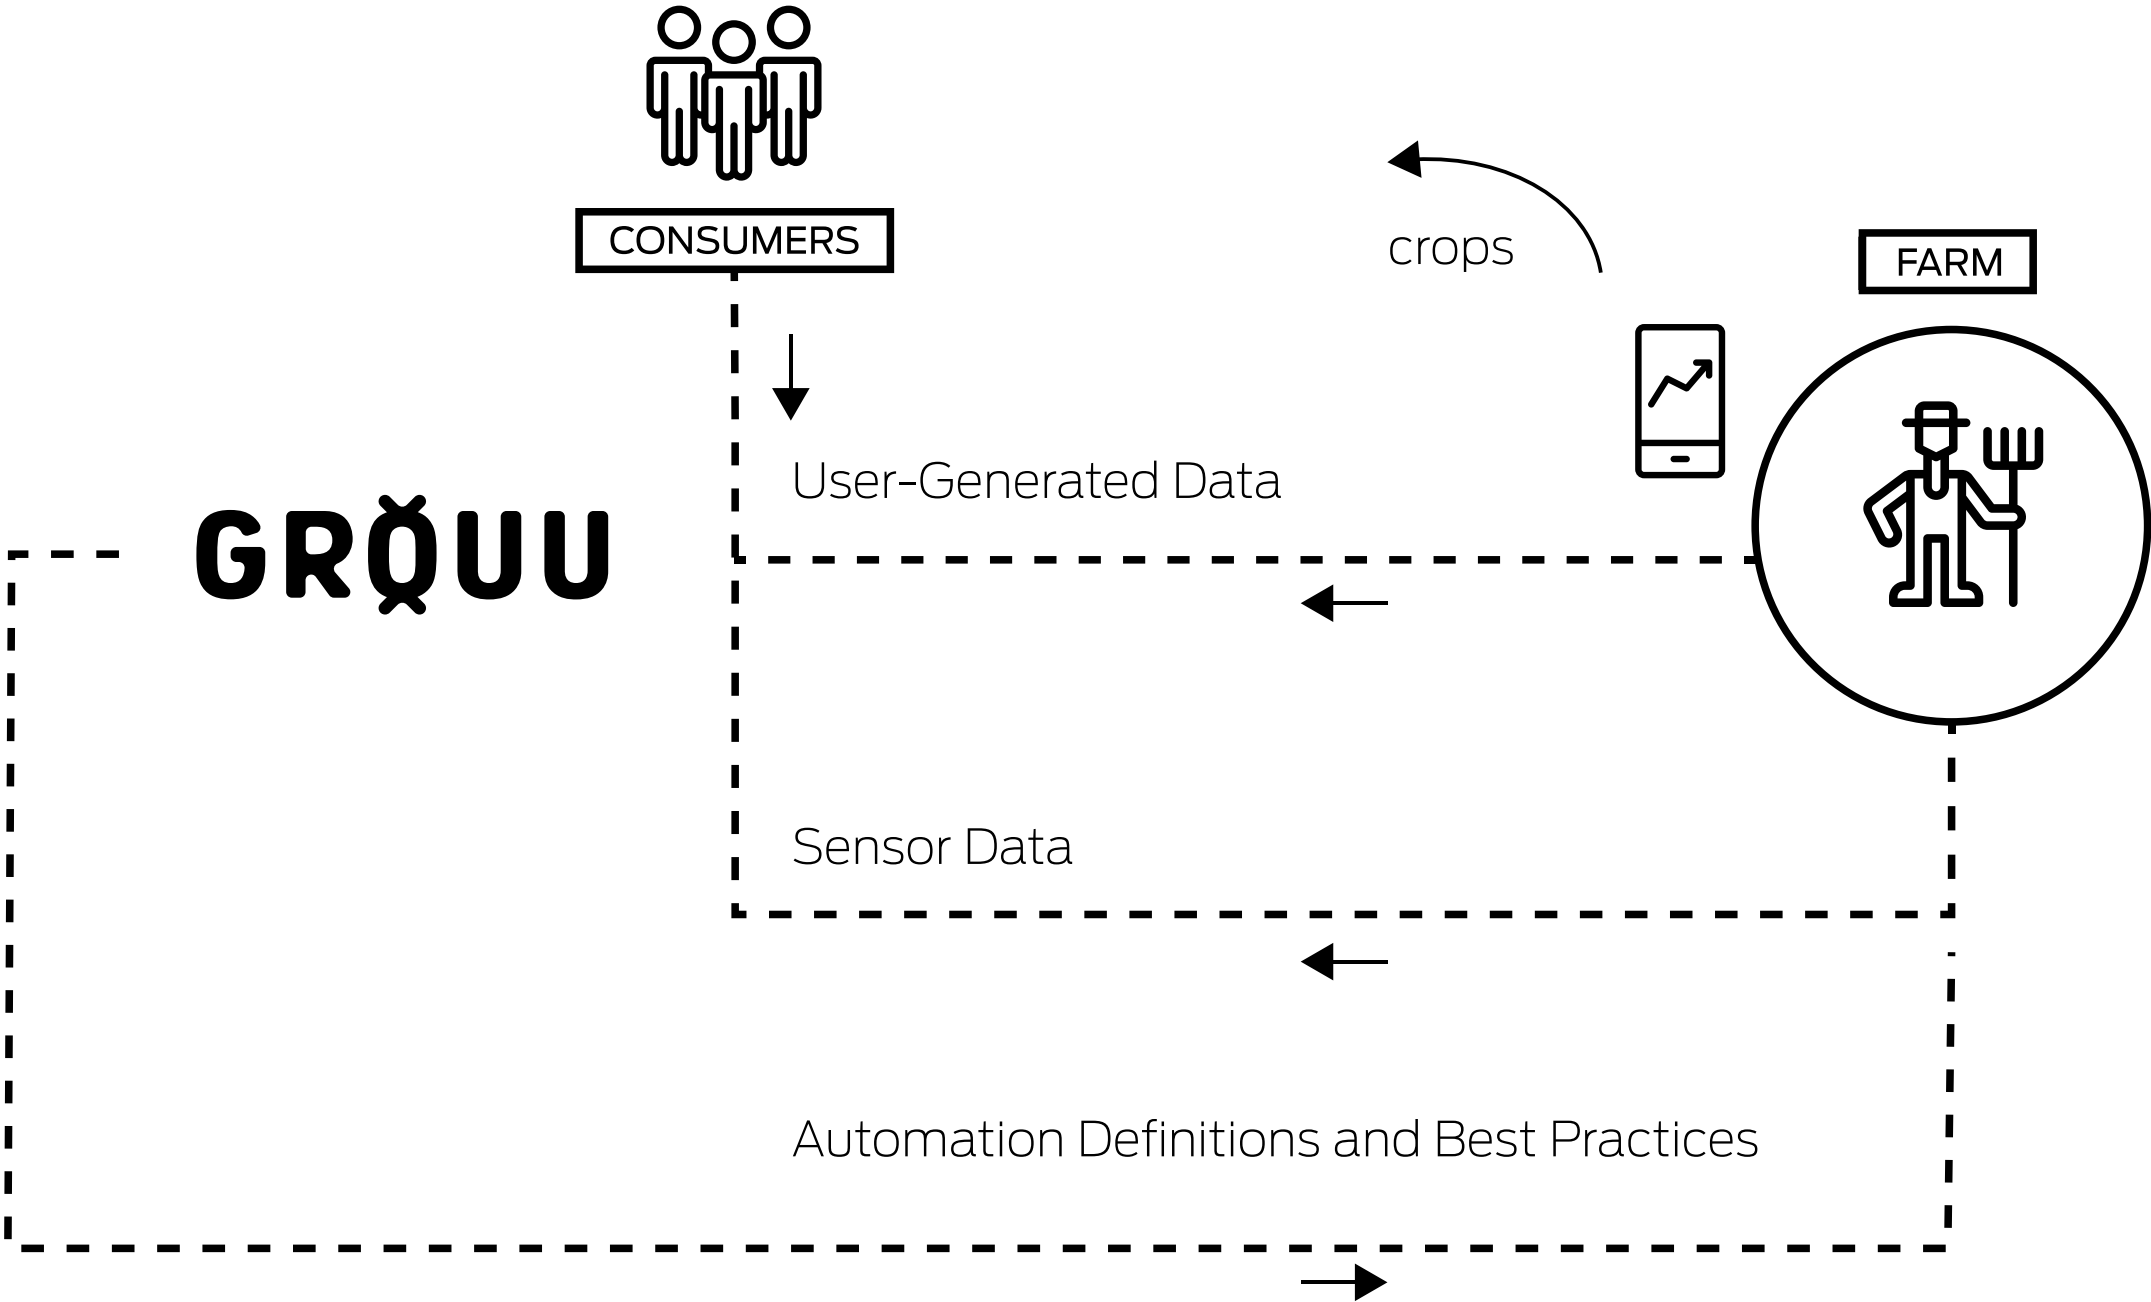 CONSUMERS
crops
FARM
User-Generated Data
GROUU
Sensor Data
Automation Definitions and Best Practices